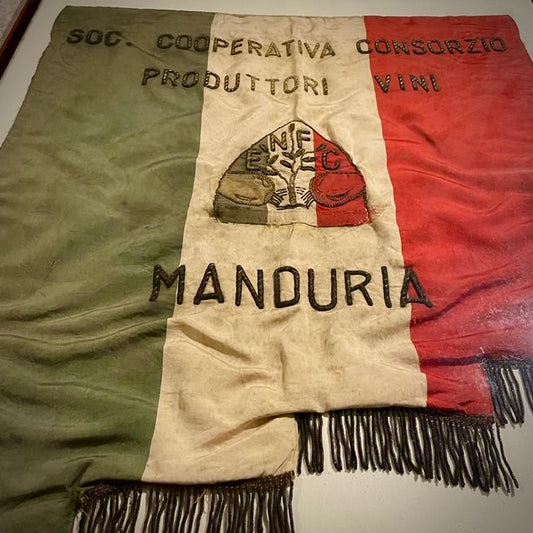 SOC. COOPERATIVA CONSORZIO
PRODUTTORI VINI
ENFC
MANDURIA